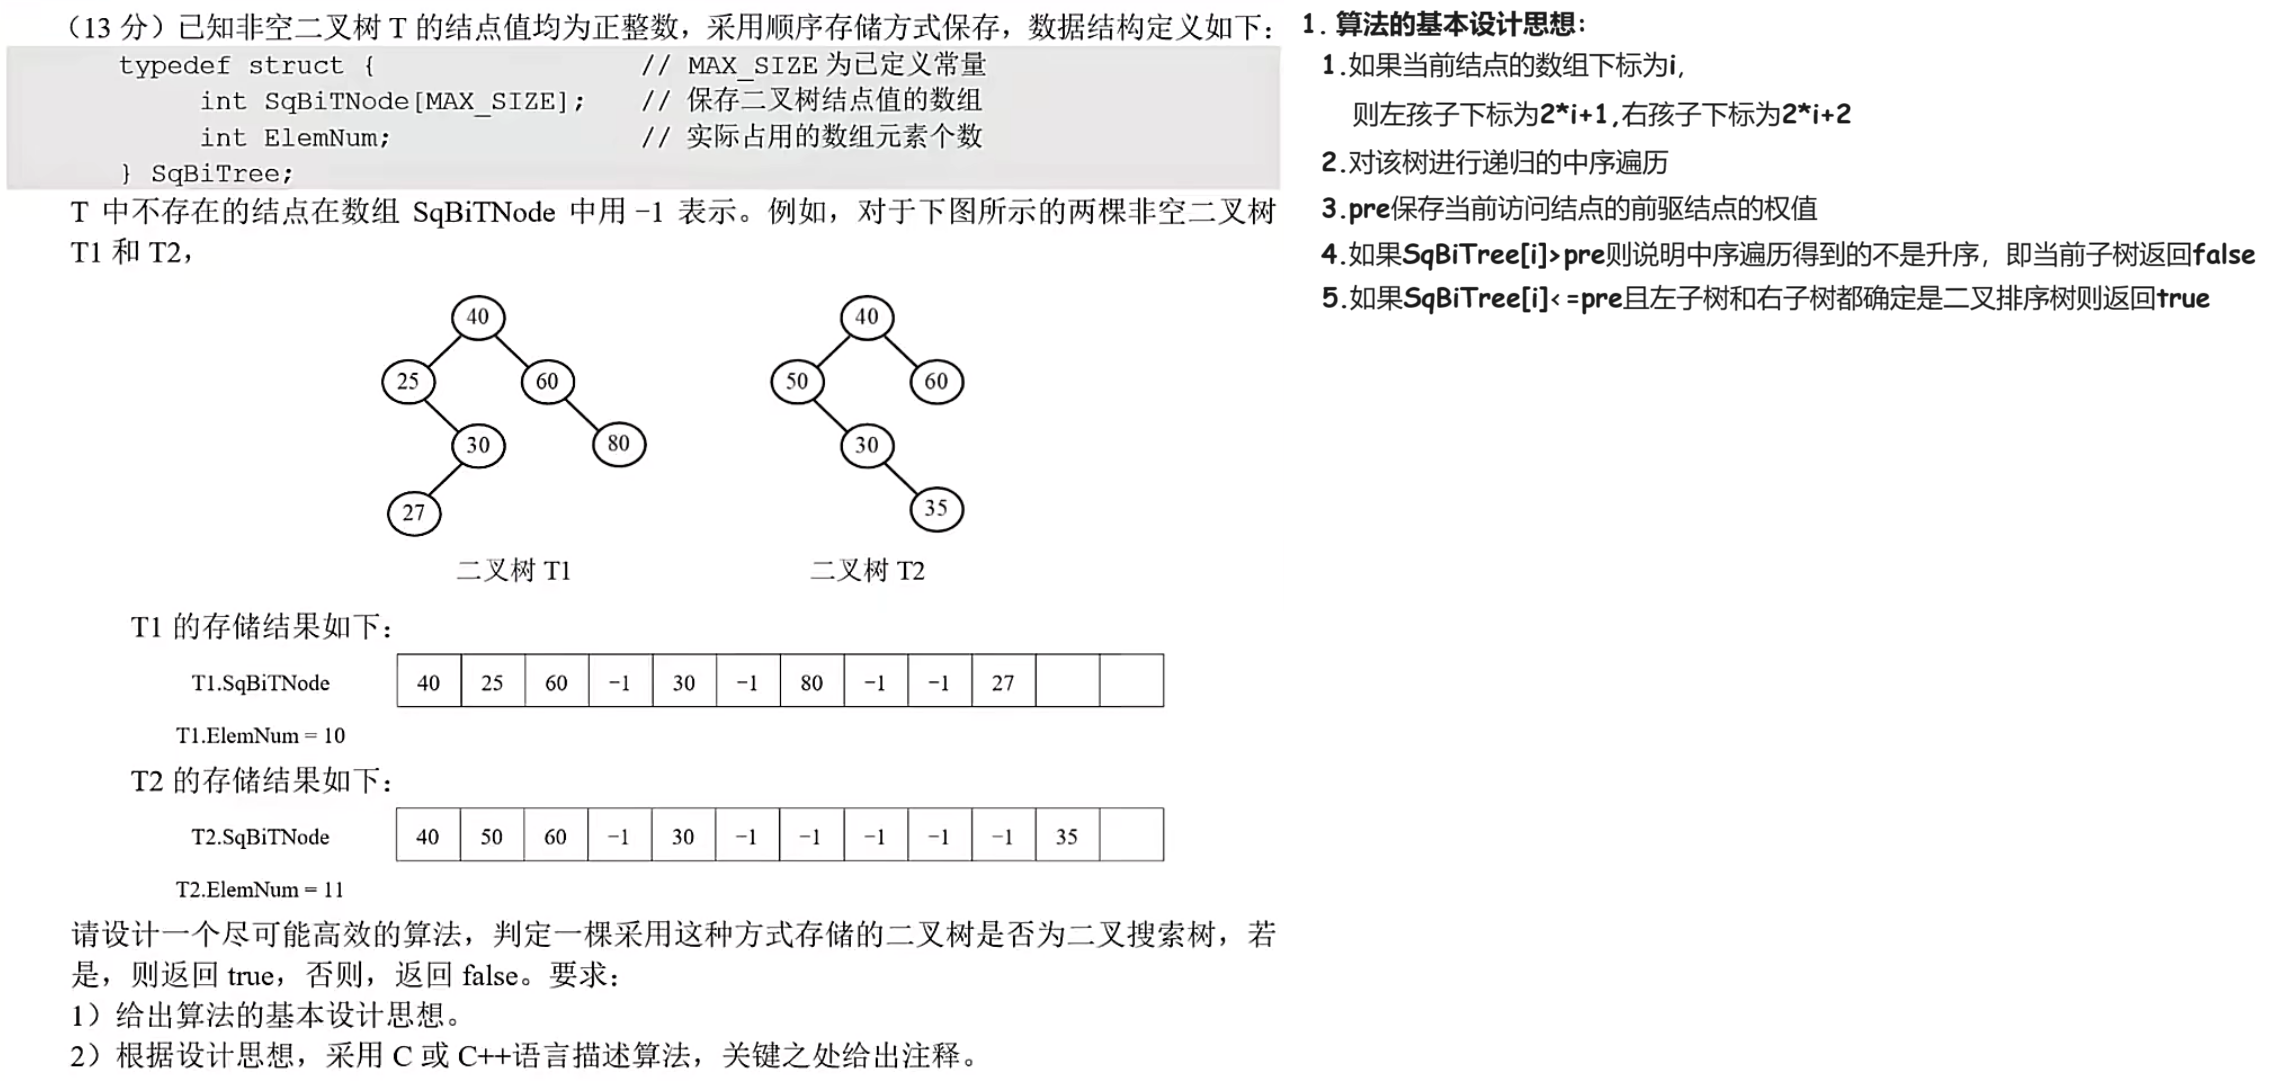 （13 分）已知非空二叉树 T 的结点值均为正整数，采用顺序存储方式保存，数据结构定义如下：
typedef struct { // MAX_SIZE 为已定义常量
int SqBiTNode[MAX_SIZE]; // 保存二叉树结点值的数组
int ElemNum; // 实际占用的数组元素个数
} SqBiTree;
T 中不存在的结点在数组 SqBiTNode 中用 −1 表示。例如，对于下图所示的两棵非空二叉树
T1 和 T2，
40
25 60
30 80
27
二叉树 T1
40
50 60
30
35
二叉树 T2
T1 的存储结果如下：
T1.SqBiTNode 40 25 60 −1 30 −1 80 −1 −1 27
T1.ElemNum = 10
T2 的存储结果如下：
T2.SqBiTNode 40 50 60 −1 30 −1 −1 −1 −1 −1 35
T2.ElemNum = 11
请设计一个尽可能高效的算法，判定一棵采用这种方式存储的二叉树是否为二叉搜索树，若
是，则返回 true，否则，返回 false。要求：
1）给出算法的基本设计思想。
2）根据设计思想，采用 C 或 C++语言描述算法，关键之处给出注释。
1. 算法的基本设计思想：
1.如果当前结点的数组下标为i,
则左孩子下标为2*i+1,右孩子下标为2*i+2
2.对该树进行递归的中序遍历
3.pre保存当前访问结点的前驱结点的权值
4.如果SqBiTree[i]>pre则说明中序遍历得到的不是升序，即当前子树返回false
5.如果SqBiTree[i]<=pre且左子树和右子树都确定是二叉排序树则返回true